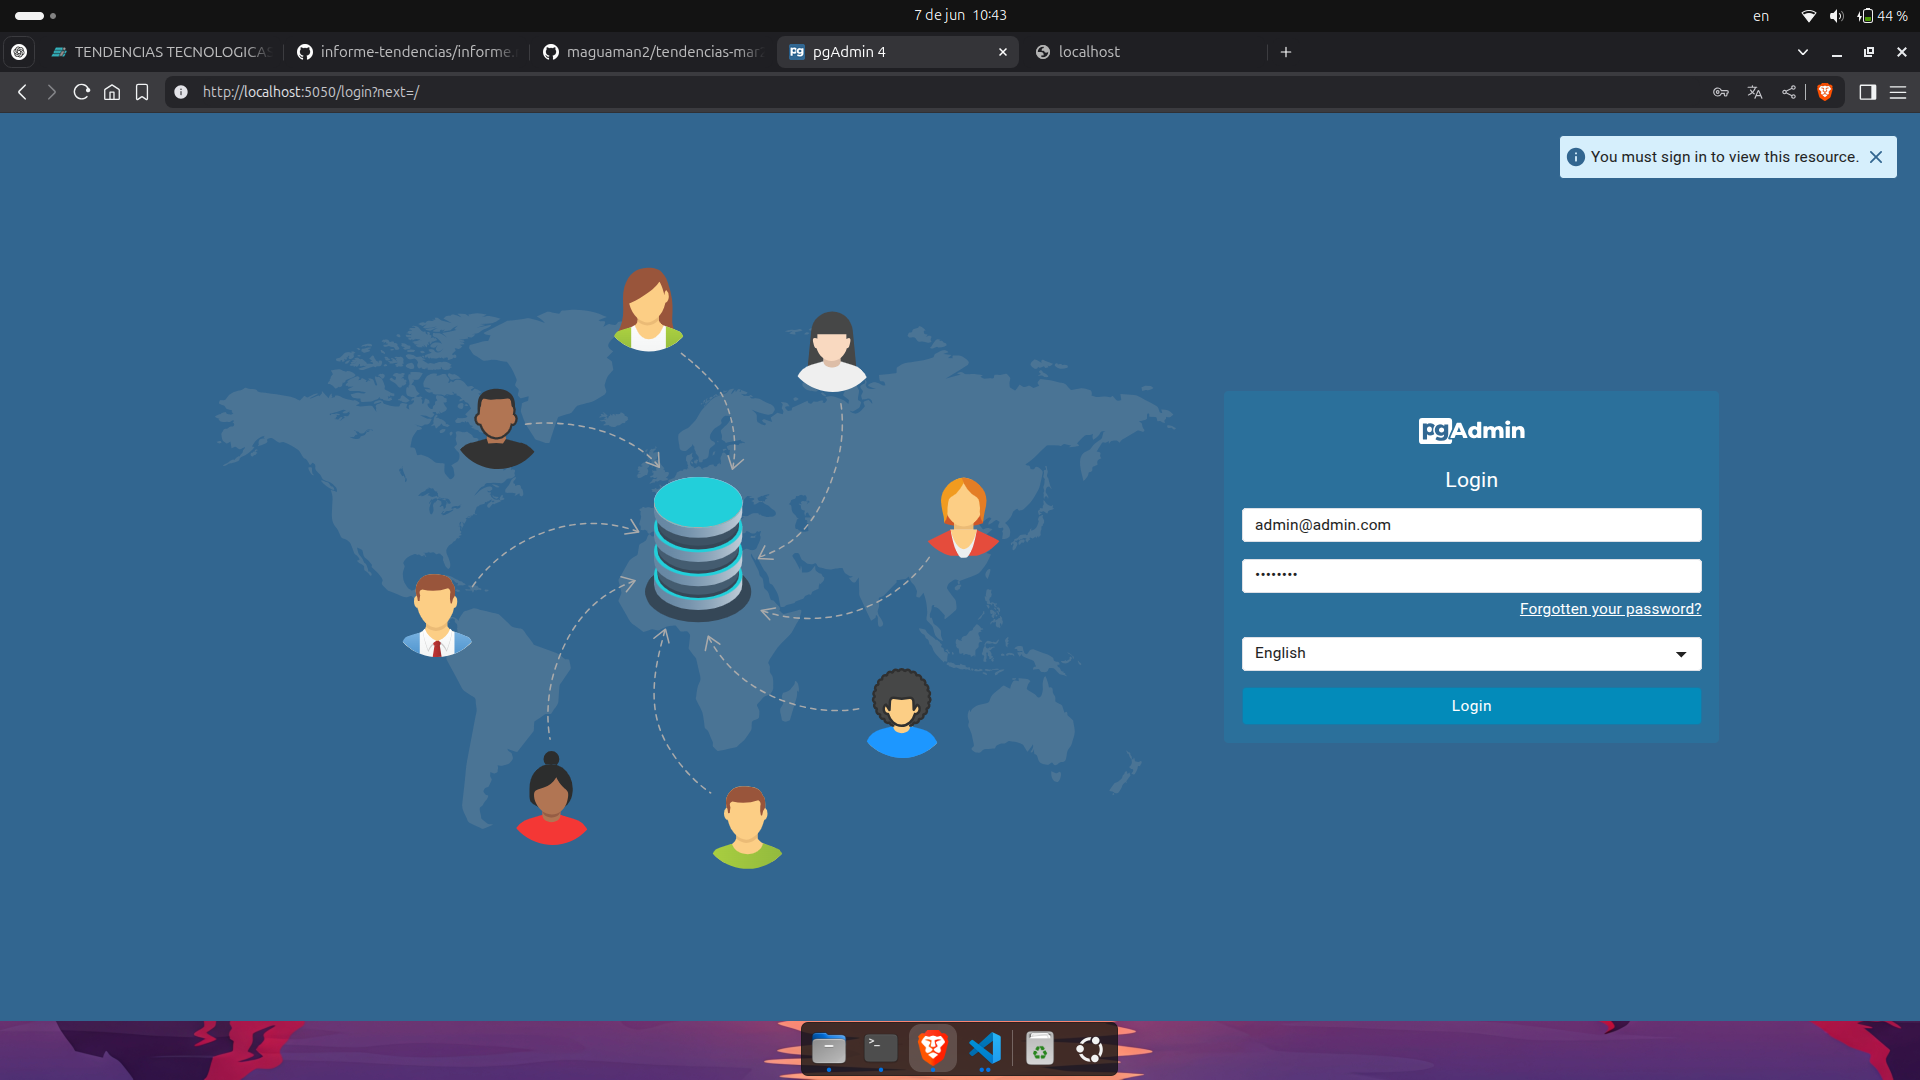 7 de jun 10:43
en
44 %
TENDENCIAS TECNOLOGICAS
informe-tendencias/informe.
maguaman2/tendencias-mar
pg pgAdmin 4
localhost
http://localhost:5050/login?next=/
You must sign in to view this resource.
pgAdmin
Login
admin@admin.com
••••••••
Forgotten your password?
English
Login